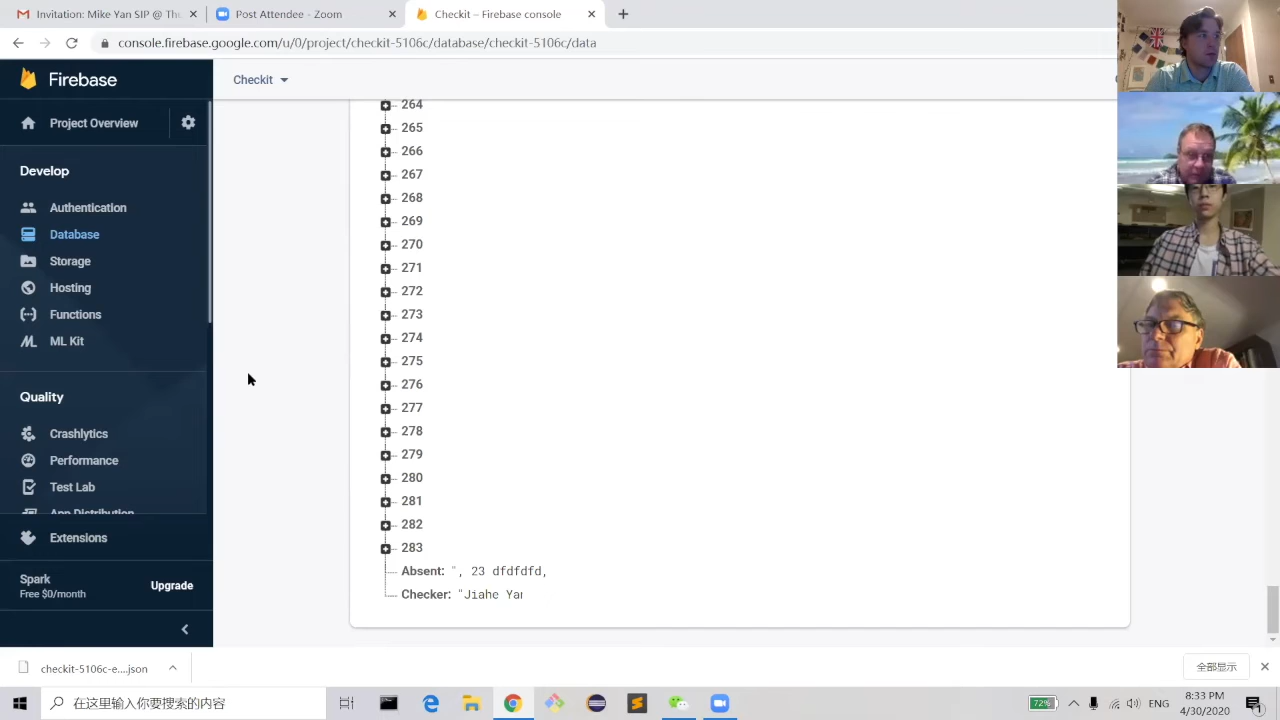 Invitation: Mike Yan SIP @ Thu
Post Attendee - Zoom
Checkit – Firebase console
console.firebase.google.com/u/0/project/checkit-5106c/database/checkit-5106c/data
Firebase
Checkit
Project Overview
Develop
Authentication
Database
Storage
Hosting
Functions
ML Kit
Quality
Crashlytics
Performance
Test Lab
App Distribution
Extensions
Spark
Free $0/month
Upgrade
264
265
266
267
268
269
270
271
272
273
274
275
276
277
278
279
280
281
282
283
Absent: ", 23 dfdfdfd,
Checker: "Jiahe Yan
checkit-5106c-e....json
全部显示
在这里输入你要搜索的内容
72%
8:33 PM
4/30/2020
1